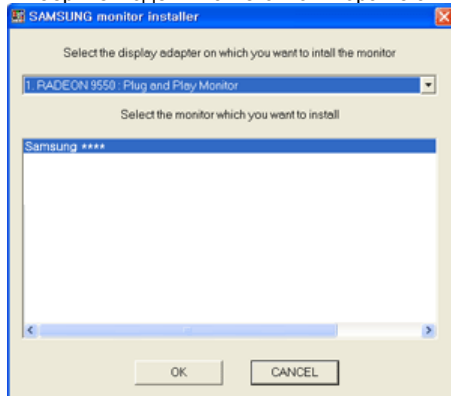 SAMSUNG monitor installer
Select the display adapter on which you want to intall the monitor
1. RADEON 9550 : Plug and Play Monitor
Select the monitor which you want to install
Samsung ****
OK
CANCEL